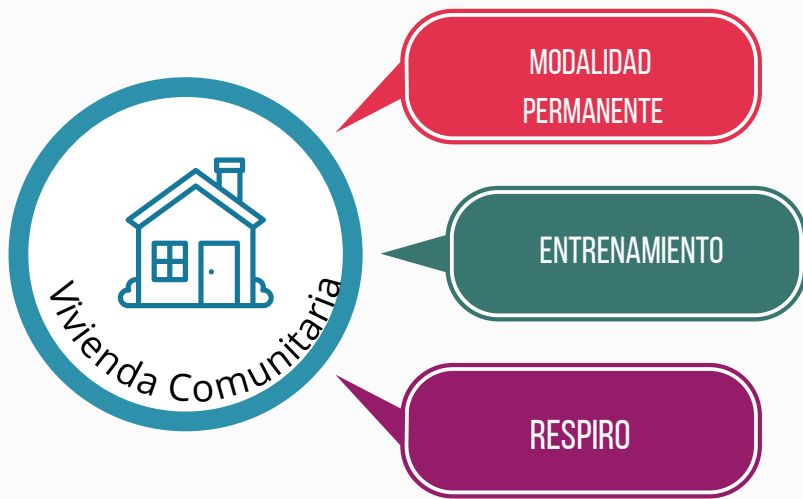 MODALIDAD
PERMANENTE
ENTRENAMIENTO
Vivienda Comunitaria
RESPIRO